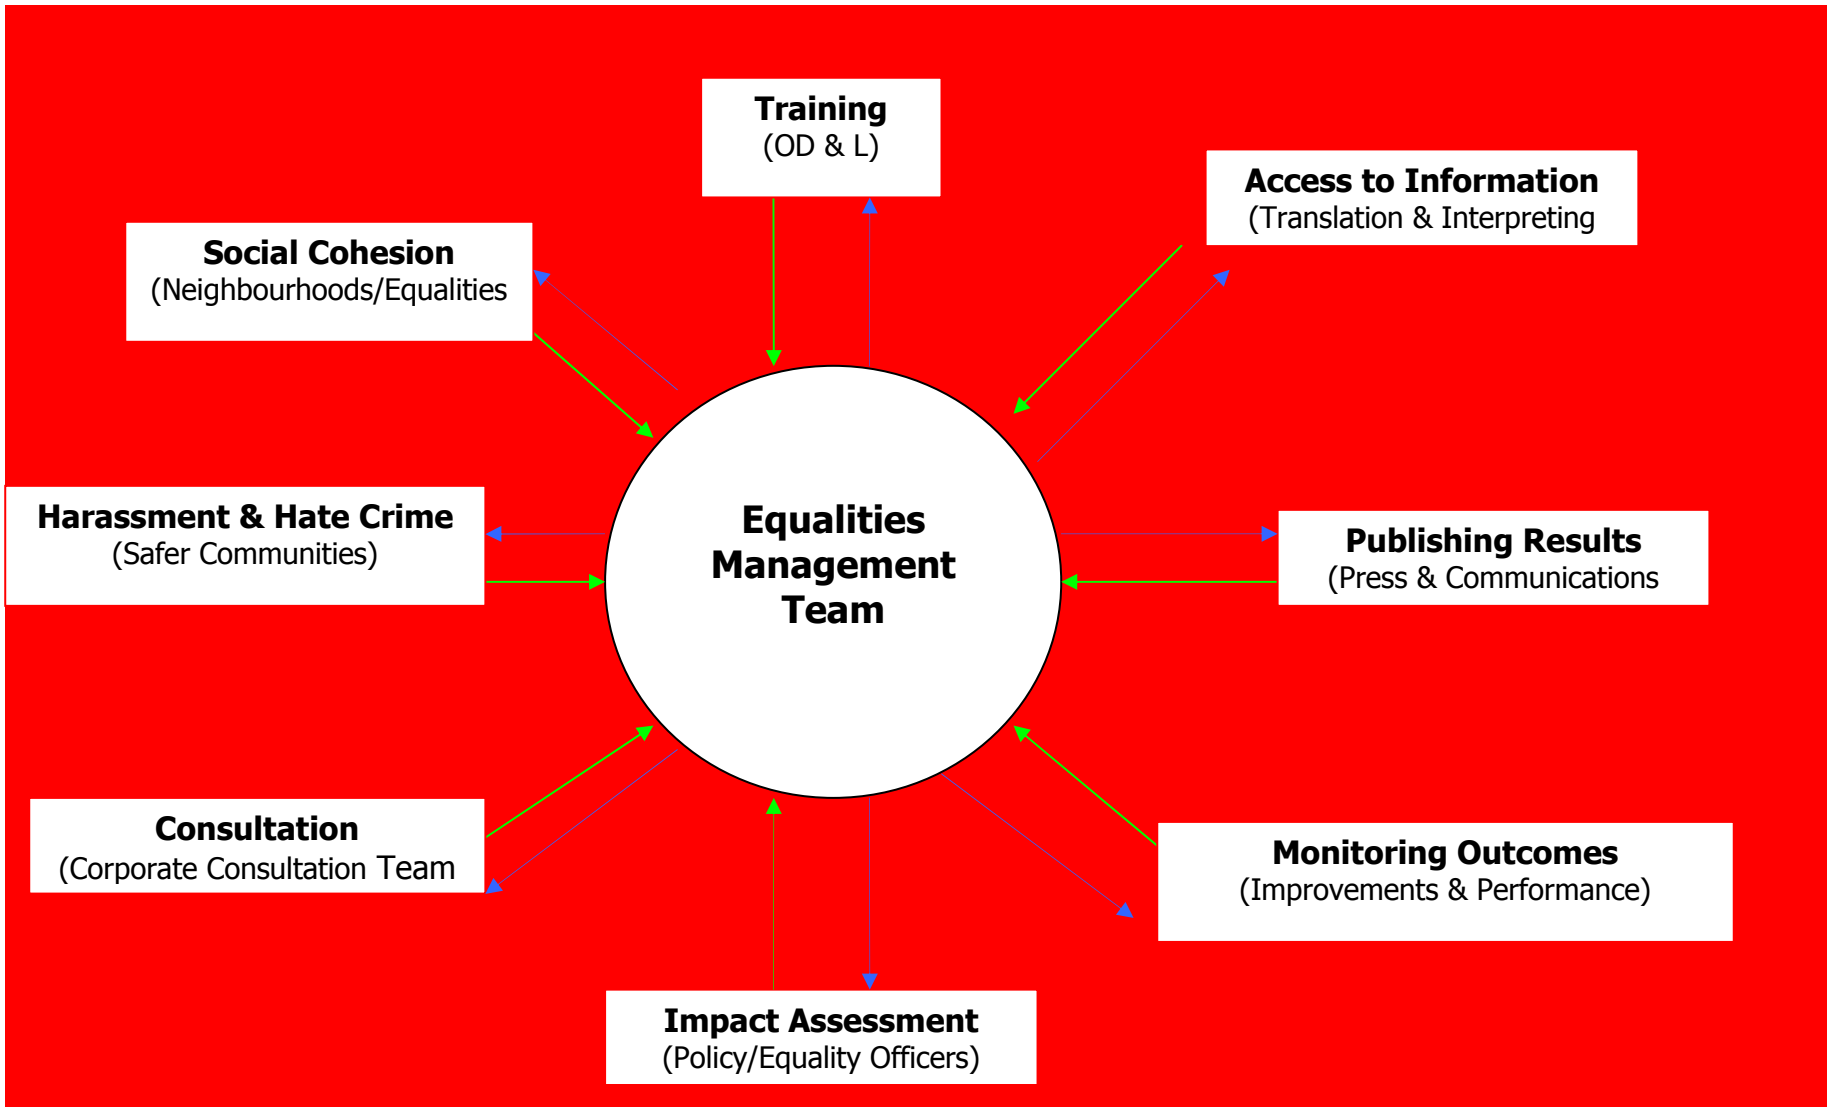 Training
(OD & L)
Access to Information
(Translation & Interpreting
Social Cohesion
(Neighbourhoods/Equalities
Harassment & Hate Crime
(Safer Communities)
Equalities
Management
Team
Publishing Results
(Press & Communications
Consultation
(Corporate Consultation Team
Monitoring Outcomes
(Improvements & Performance)
Impact Assessment
(Policy/Equality Officers)